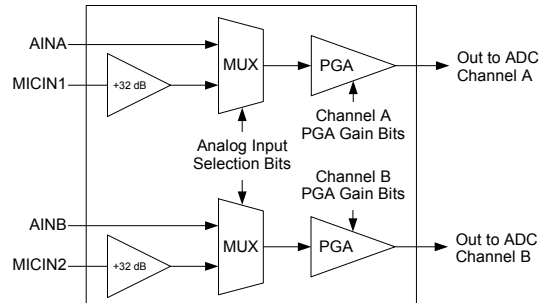 AINA
MUX
PGA
Out to ADC
Channel A
MICIN1
+32 dB
Channel A
PGA Gain Bits
Analog Input
Selection Bits
Channel B
PGA Gain Bits
AINB
MUX
PGA
Out to ADC
Channel B
MICIN2
+32 dB